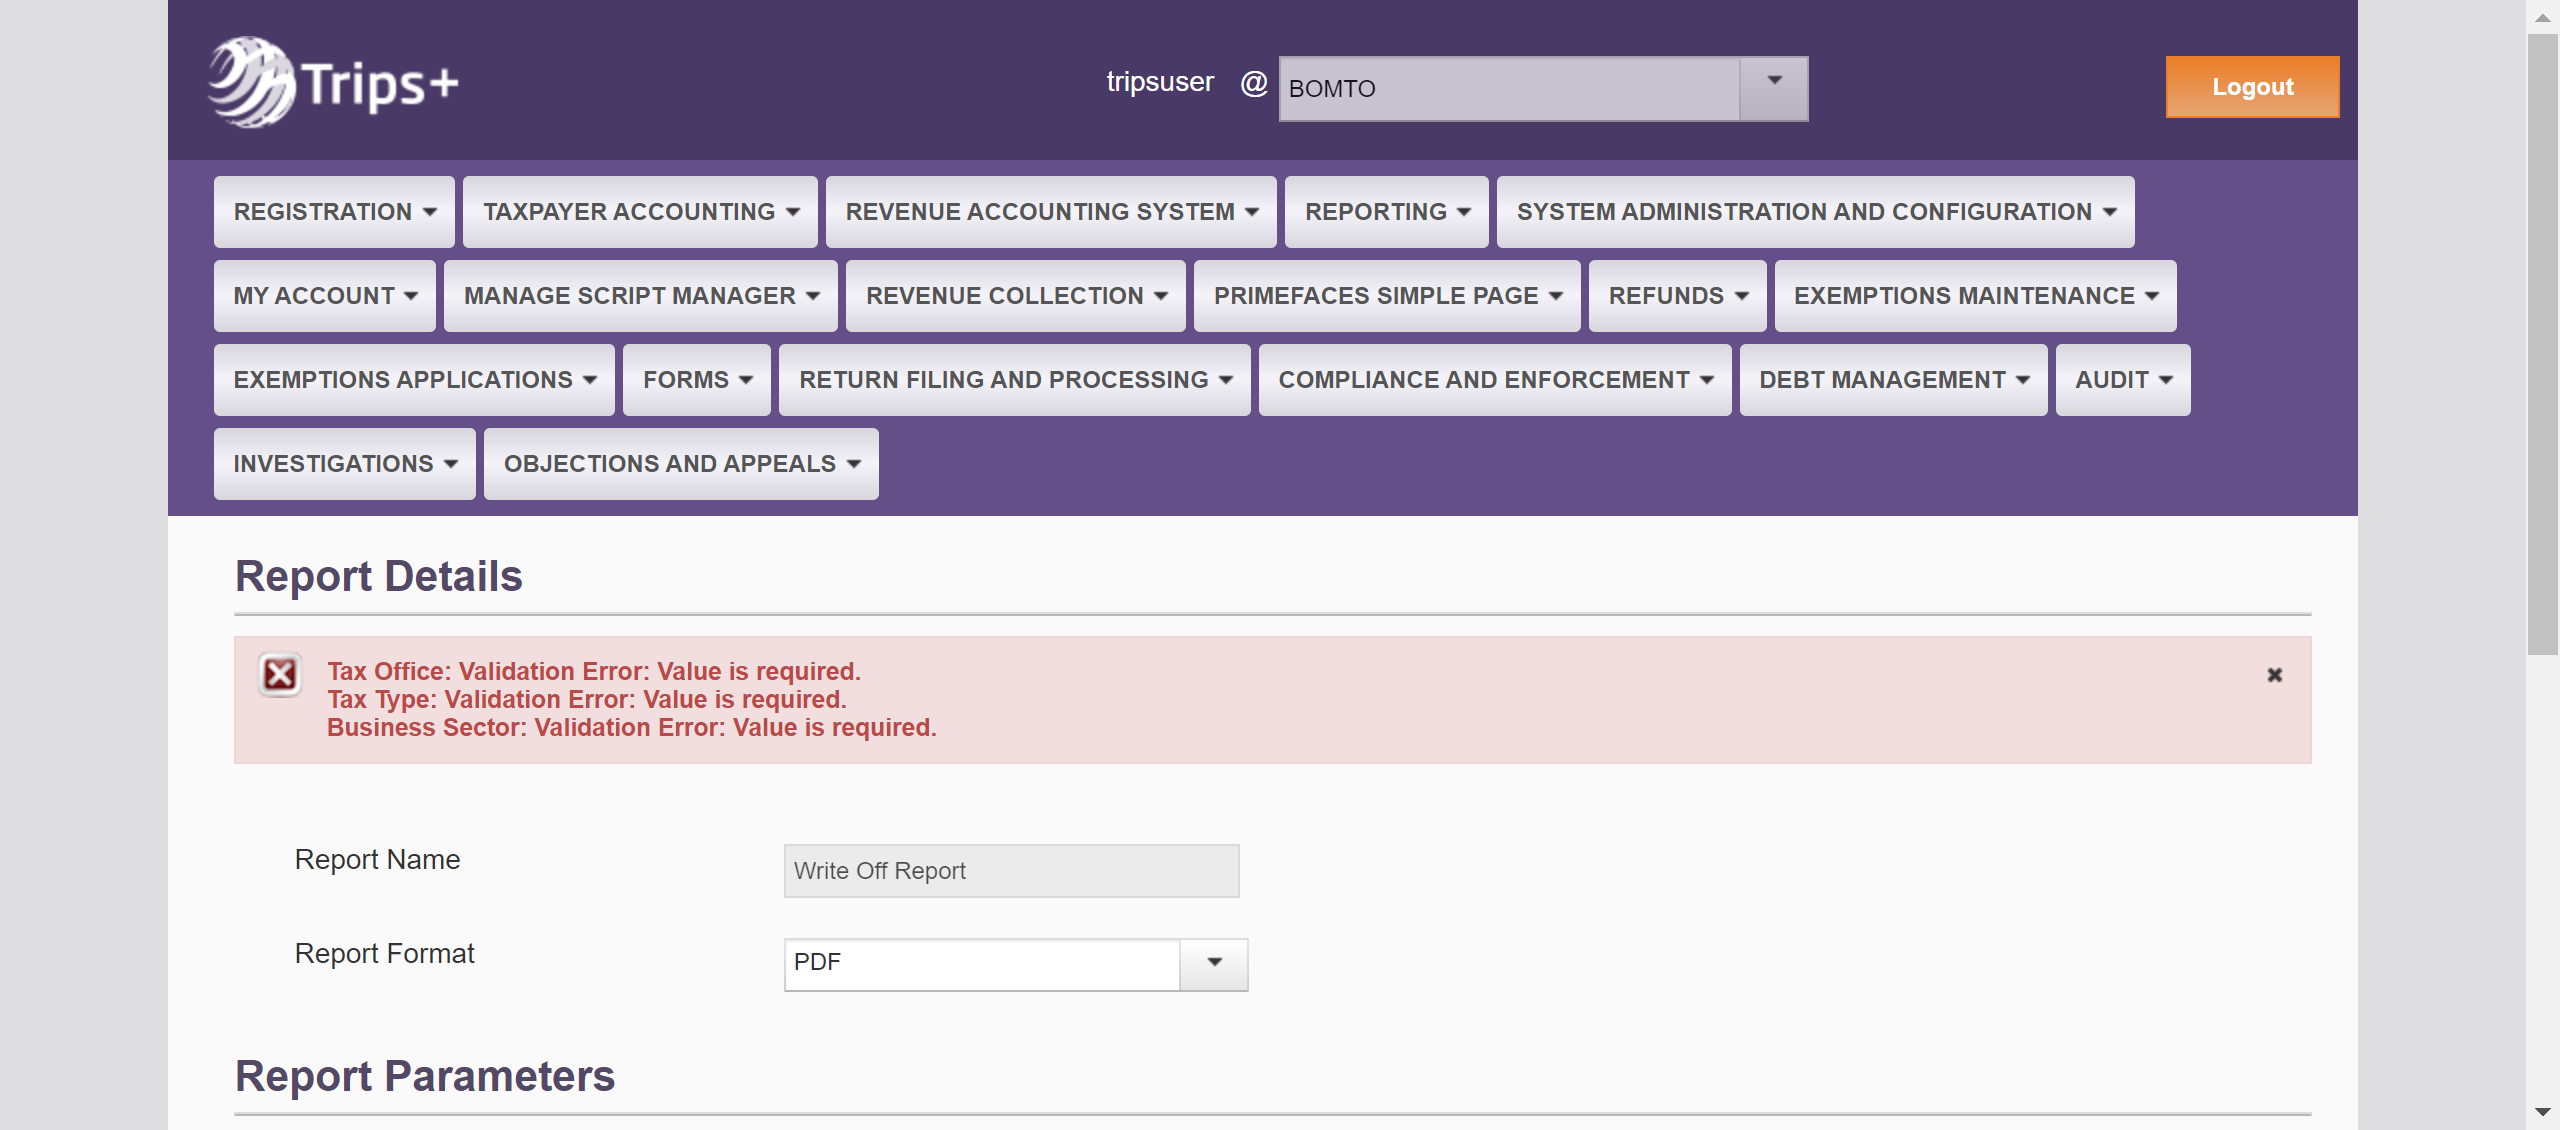 Trips+
tripsuser @ BOMTO
Logout
REGISTRATION TAXPAYER ACCOUNTING REVENUE ACCOUNTING SYSTEM REPORTING SYSTEM ADMINISTRATION AND CONFIGURATION
MY ACCOUNT MANAGE SCRIPT MANAGER REVENUE COLLECTION PRIMEFACES SIMPLE PAGE REFUNDS EXEMPTIONS MAINTENANCE
EXEMPTIONS APPLICATIONS FORMS RETURN FILING AND PROCESSING COMPLIANCE AND ENFORCEMENT DEBT MANAGEMENT AUDIT
INVESTIGATIONS OBJECTIONS AND APPEALS
Report Details
Tax Office: Validation Error: Value is required.
Tax Type: Validation Error: Value is required.
Business Sector: Validation Error: Value is required.
Report Name Write Off Report
Report Format PDF
Report Parameters